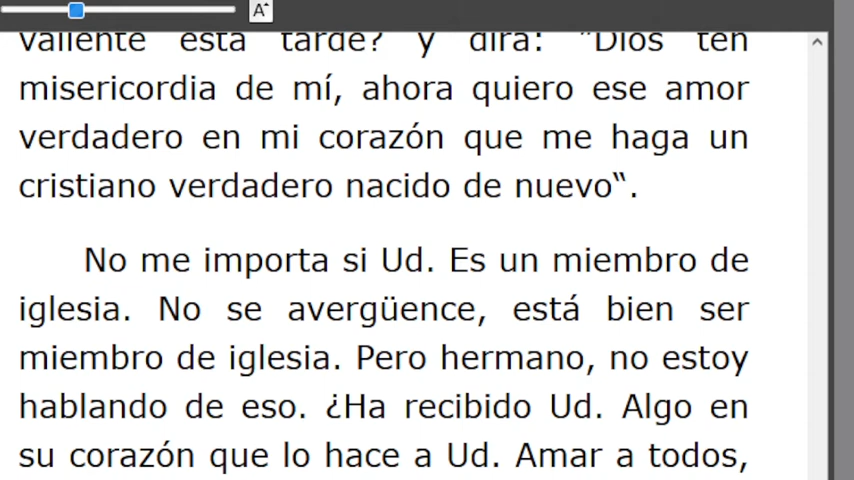 A
valiente esta tarde? y dirá: "Dios ten
misericordia de mí, ahora quiero ese amor
verdadero en mi corazón que me haga un
cristiano verdadero nacido de nuevo“.
No me importa si Ud. Es un miembro de
iglesia. No se avergüence, está bien ser
miembro de iglesia. Pero hermano, no estoy
hablando de eso. ¿Ha recibido Ud. Algo en
su corazón que lo hace a Ud. Amar a todos,